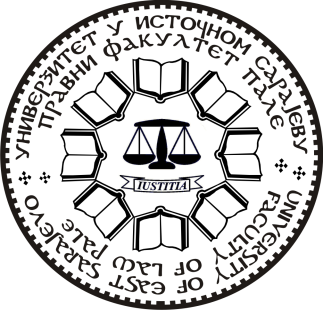 УНИВЕРЗИТЕТ У ИСТОЧНОМ САРАЈЕВУ
ПРАВНИ ФАКУЛТЕТ ПАЛЕ
IUSTITIA
UNIVERSITY OF EAST SARAJEVO
FACULTY OF LAW PALE